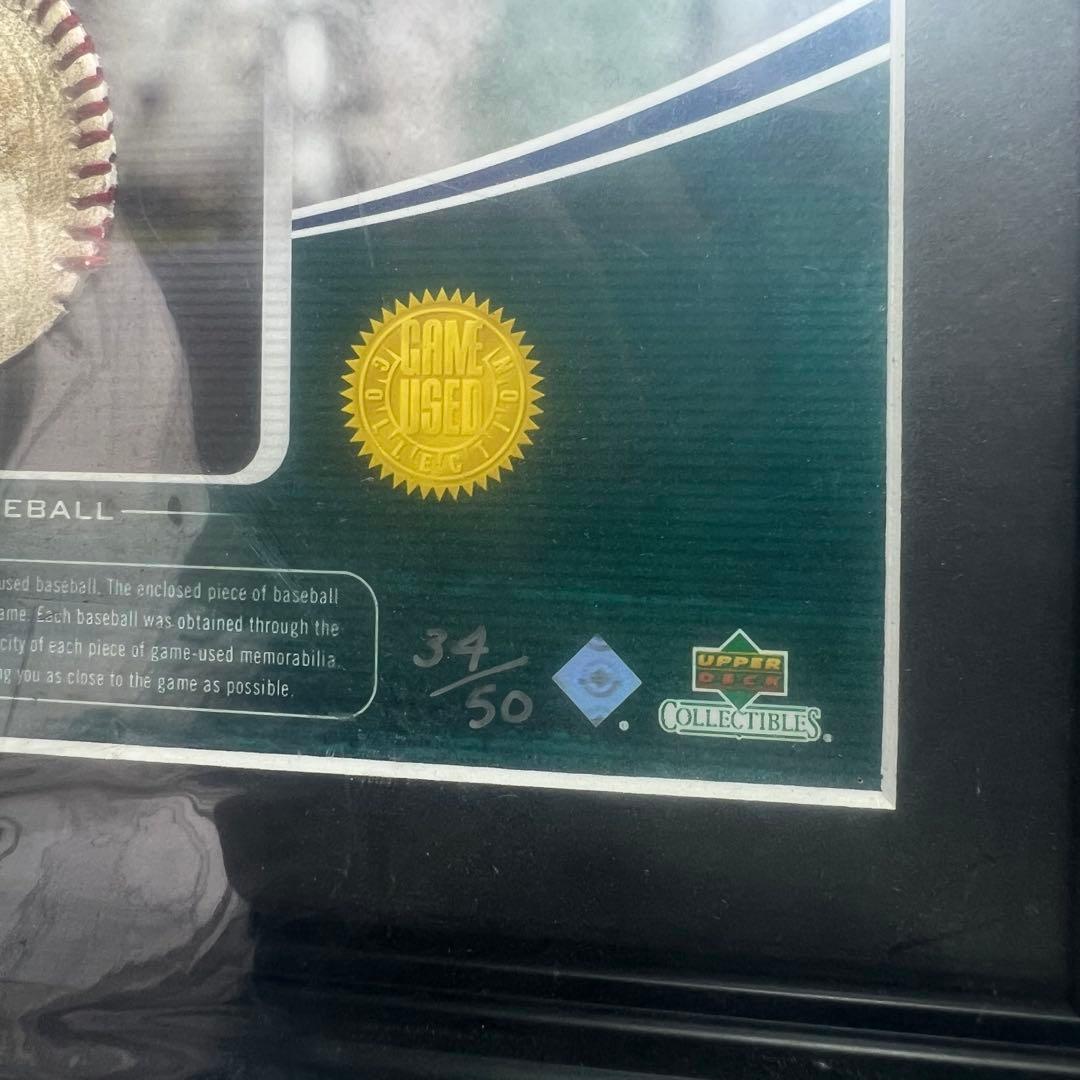 GAME
USED
COLLECTION
EBALL
used baseball. The enclosed piece of baseball
ame. Each baseball was obtained through the
city of each piece of game-used memorabilia
g you as close to the game as possible.
34/50
UPPER
DECK
COLLECTIBLES